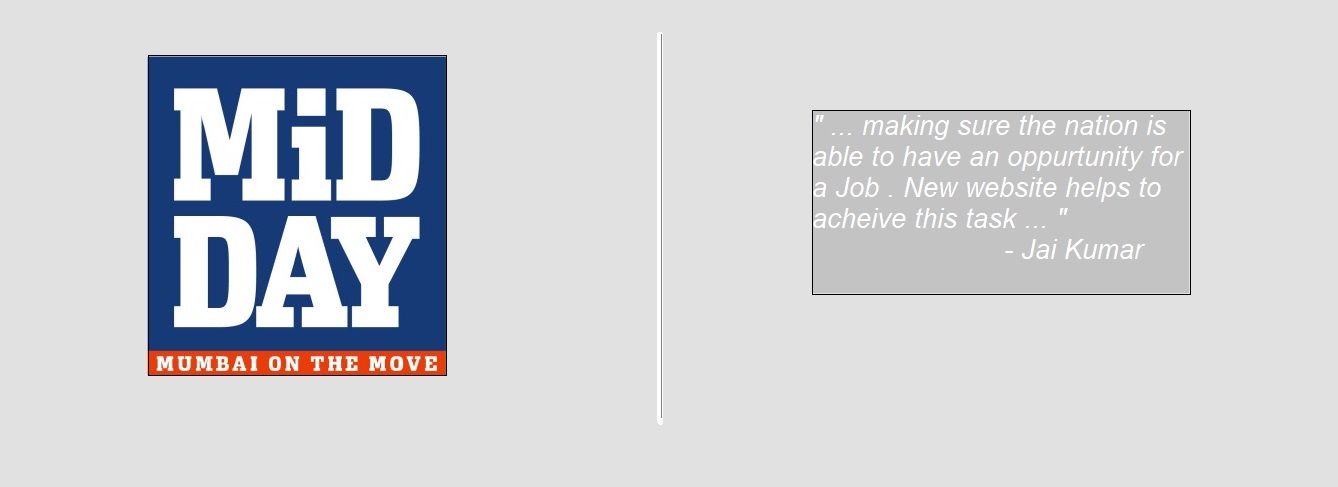 MiD
DAY
MUMBAI ON THE MOVE
" ... making sure the nation is
able to have an oppurtunity for
a Job . New website helps to
acheive this task ... "
- Jai Kumar